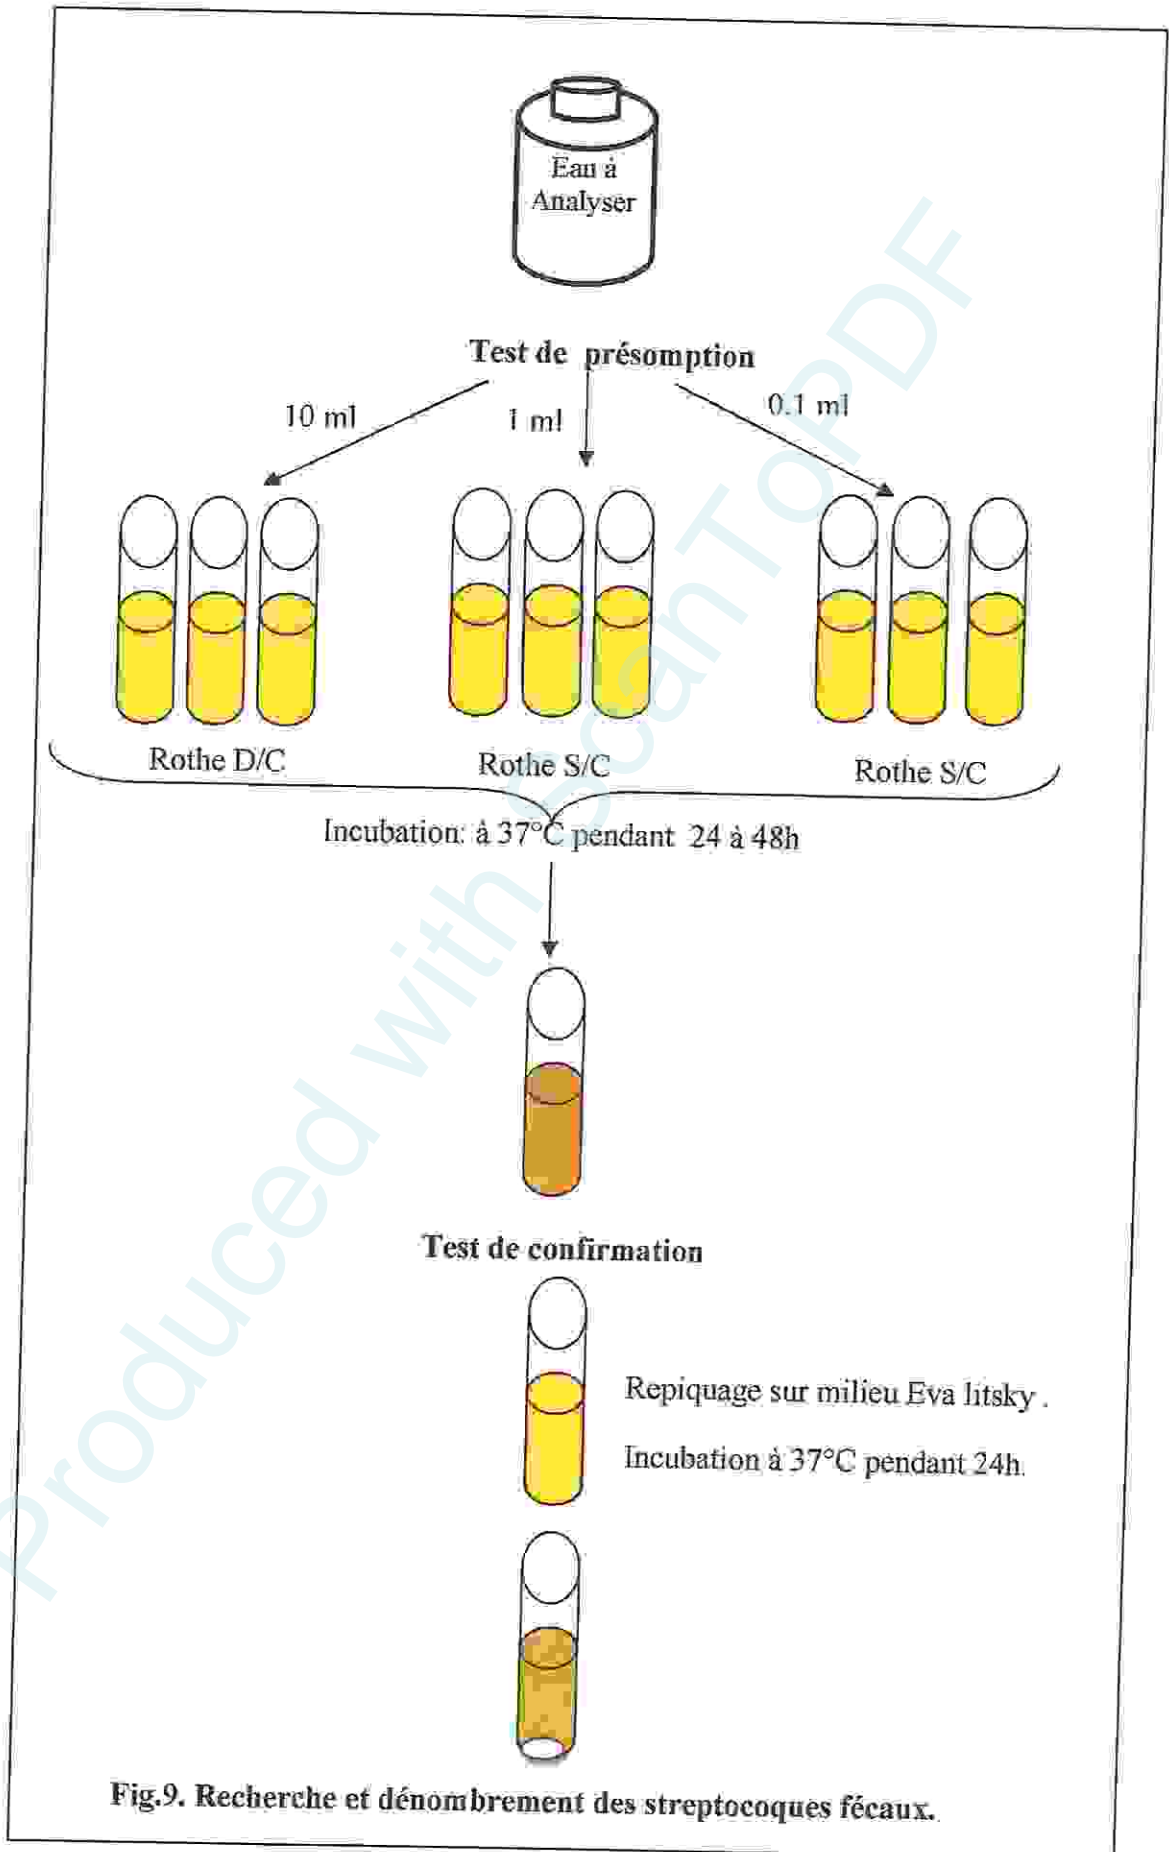 Eau à
Analyser
Test de présomption
10 ml
1 ml
0.1 ml
Rothe D/C
Rothe S/C
Rothe S/C
Incubation: à 37°C pendant 24 à 48h
Test de confirmation
Repiquage sur milieu Eva litsky .
Incubation à 37°C pendant 24h.
Fig.9. Recherche et dénombrement des streptocoques fécaux.
Produced with ScanToPDF